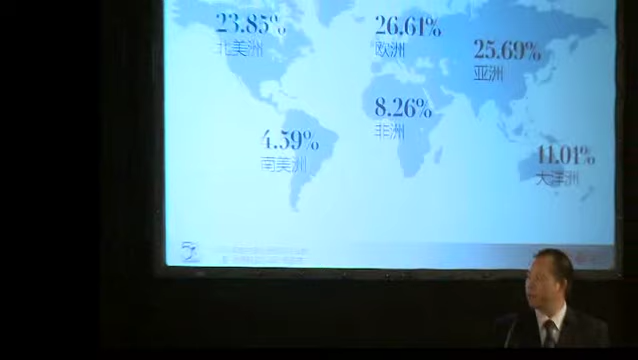 23.85%
北美洲
26.61%
欧洲
25.69%
亚洲
8.26%
非洲
4.59%
南美洲
11.01%
大洋洲